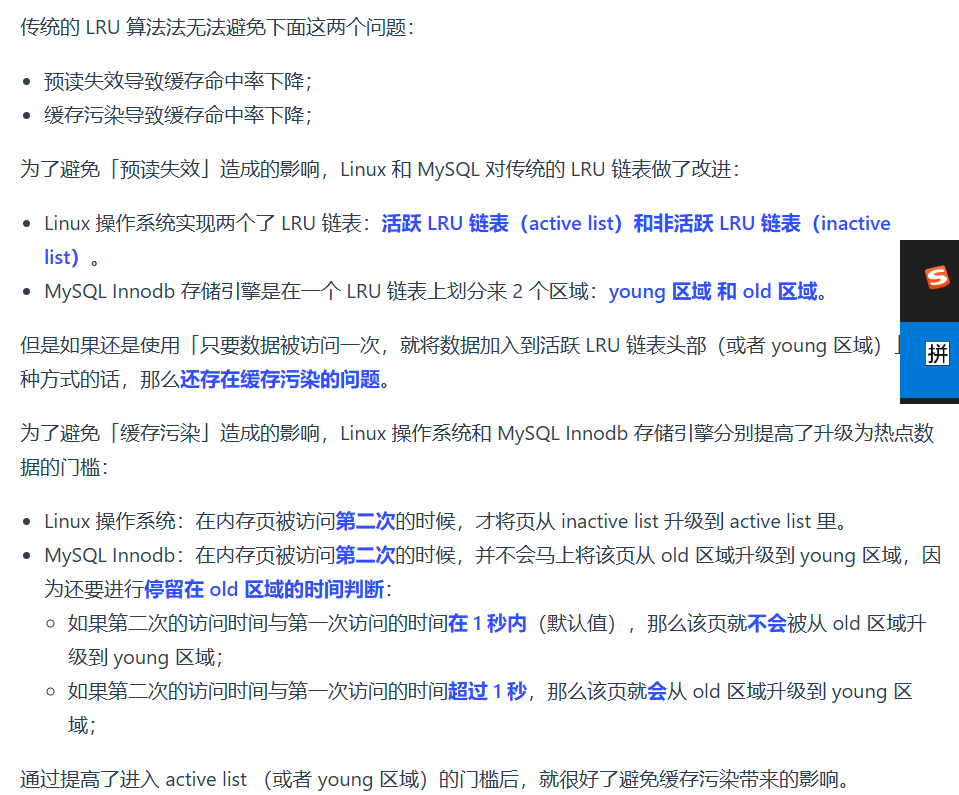 传统的 LRU 算法法无法避免下面这两个问题：
预读失效导致缓存命中率下降；
缓存污染导致缓存命中率下降；
为了避免「预读失效」造成的影响，Linux 和 MySQL 对传统的 LRU 链表做了改进：
Linux 操作系统实现两个了 LRU 链表：活跃 LRU 链表（active list）和非活跃 LRU 链表（inactive
list）。
MySQL Innodb 存储引擎是在一个 LRU 链表上划分来 2 个区域：young 区域 和 old 区域。
但是如果还是使用「只要数据被访问一次，就将数据加入到活跃 LRU 链表头部（或者 young 区域）」
种方式的话，那么还存在缓存污染的问题。
为了避免「缓存污染」造成的影响，Linux 操作系统和 MySQL Innodb 存储引擎分别提高了升级为热点数
据的门槛：
Linux 操作系统：在内存页被访问第二次的时候，才将页从 inactive list 升级到 active list 里。
MySQL Innodb：在内存页被访问第二次的时候，并不会马上将该页从 old 区域升级到 young 区域，因
为还要进行停留在 old 区域的时间判断：
如果第二次的访问时间与第一次访问的时间在 1 秒内（默认值），那么该页就不会被从 old 区域升
级到 young 区域；
如果第二次的访问时间与第一次访问的时间超过 1 秒，那么该页就会从 old 区域升级到 young 区
域；
通过提高了进入 active list （或者 young 区域）的门槛后，就很好了避免缓存污染带来的影响。
S
拼